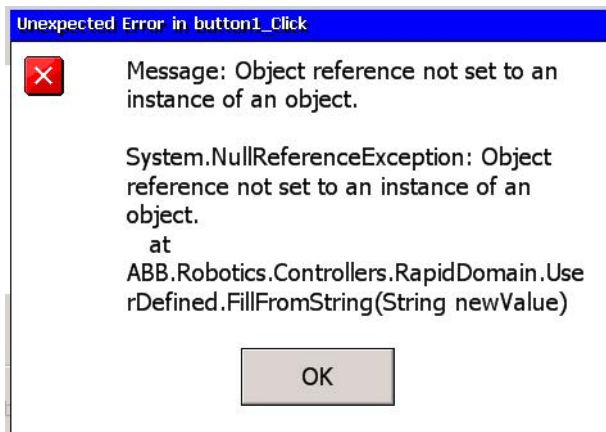 Unexpected Error in button1_Click
Message: Object reference not set to an
instance of an object.
System.NullReferenceException: Object
reference not set to an instance of an
object.
at
ABB.Robotics.Controllers.RapidDomain.Use
rDefined.FillFromString(String newValue)
OK